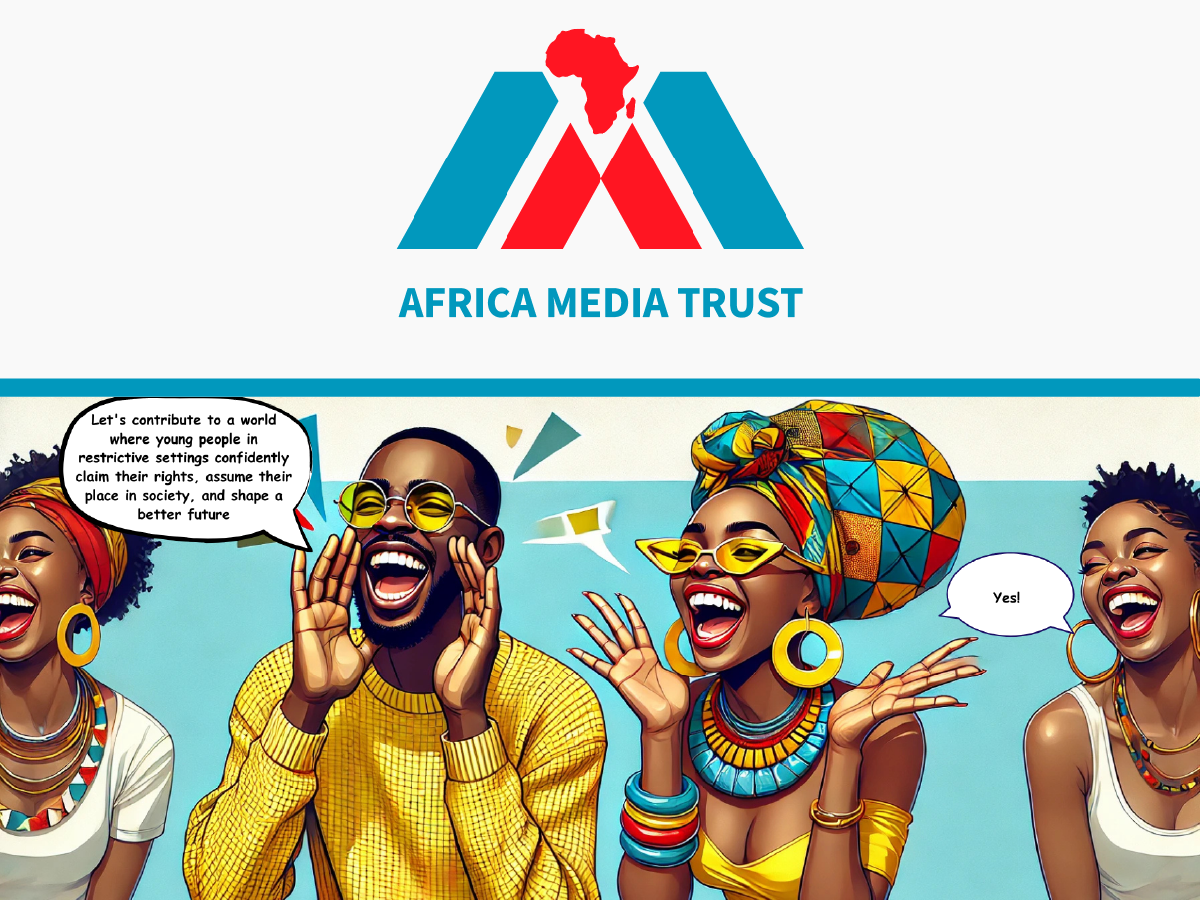 AFRICA MEDIA TRUST
Let's contribute to a world
where young people in
restrictive settings confidently
claim their rights, assume their
place in society, and shape a
better future
Yes!